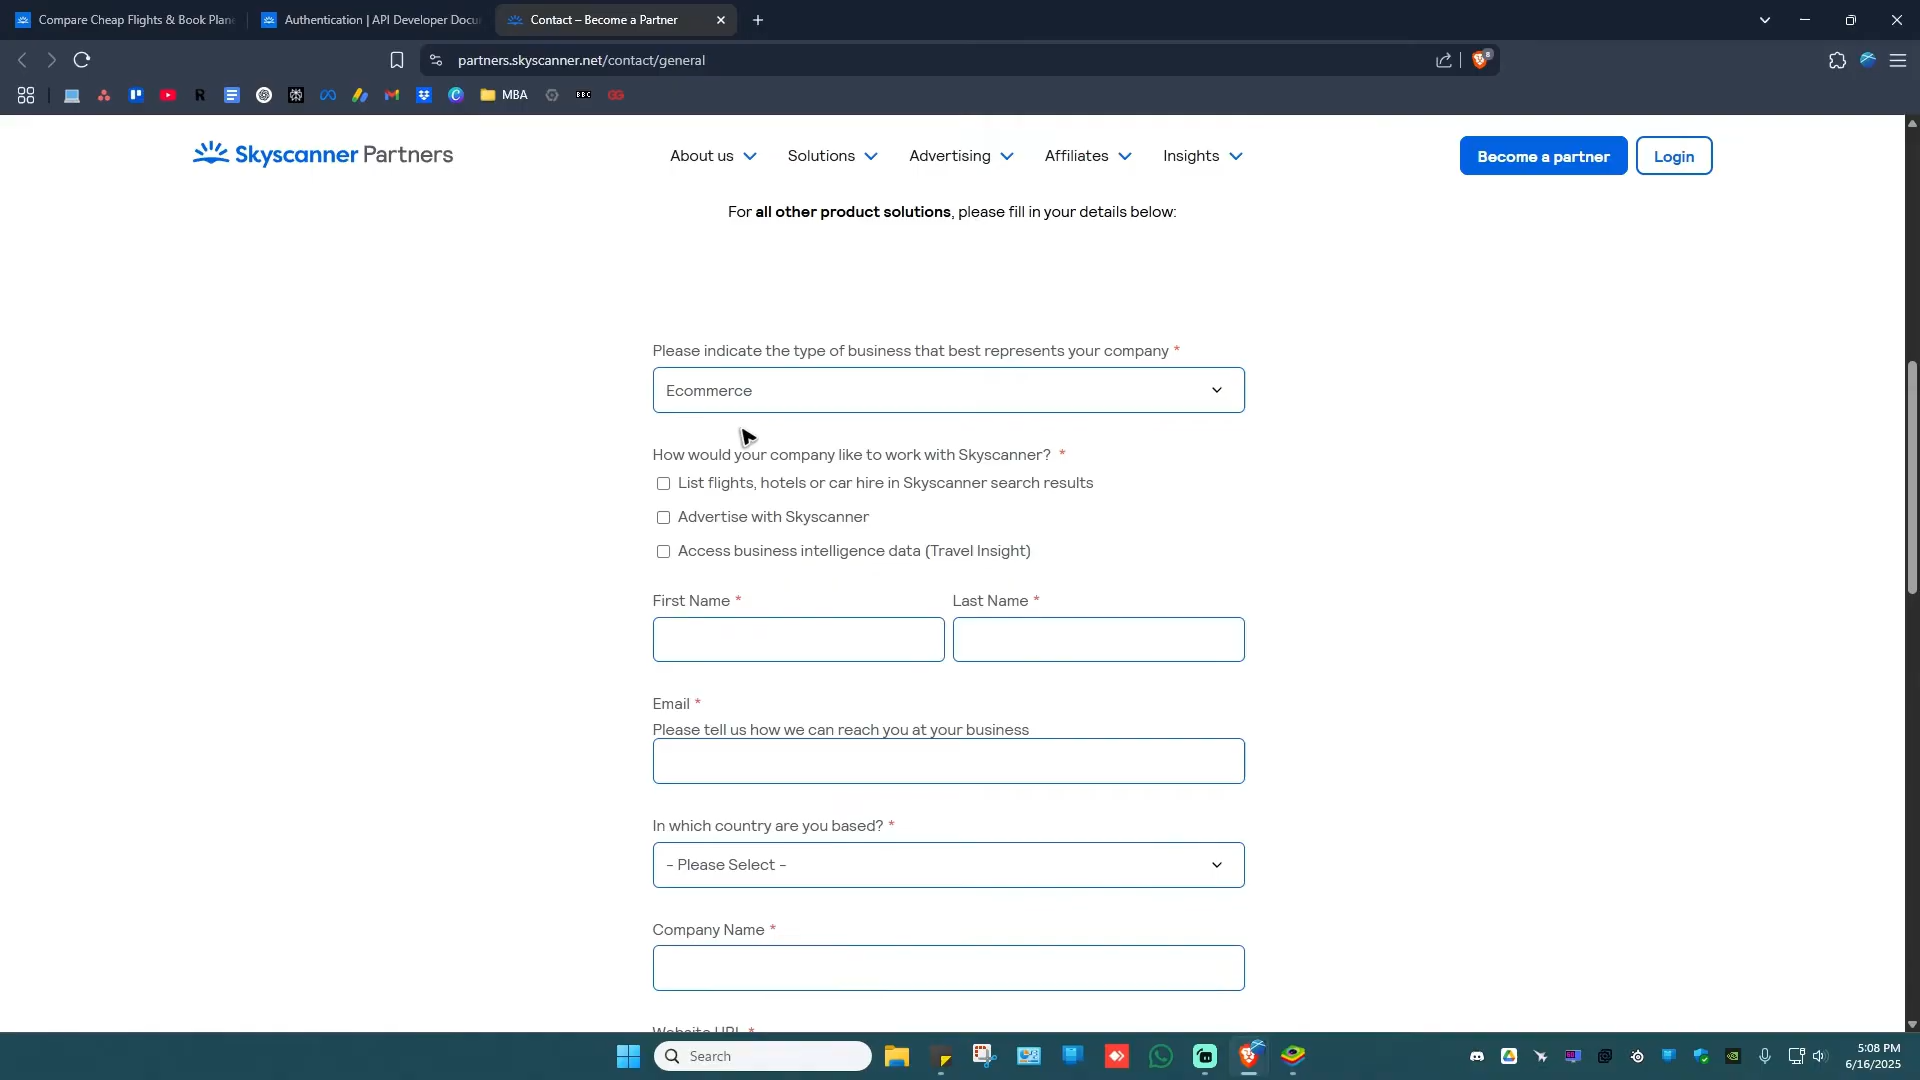 Compare Cheap Flights & Book Plane
Authentication | API Developer Docu
Contact – Become a Partner
partners.skyscanner.net/contact/general
8
MBA
BBC
Skyscanner Partners
About us
Solutions
Advertising
Affiliates
Insights
Become a partner
Login
For all other product solutions, please fill in your details below:
Please indicate the type of business that best represents your company *
Ecommerce
How would your company like to work with Skyscanner? *
List flights, hotels or car hire in Skyscanner search results
Advertise with Skyscanner
Access business intelligence data (Travel Insight)
First Name *
Last Name *
Email *
Please tell us how we can reach you at your business
In which country are you based? *
- Please Select -
Company Name *
Website URL *
Search
5:08 PM
6/16/2025